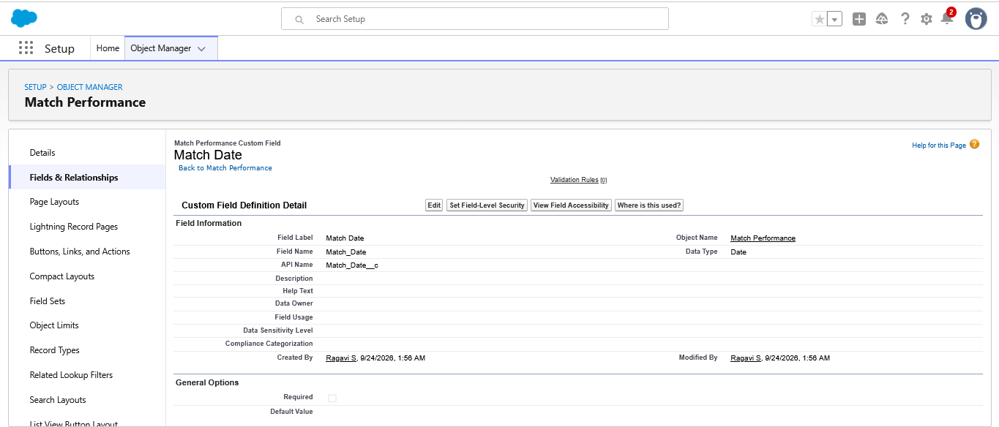 Search Setup
2
Setup
Home
Object Manager
SETUP > OBJECT MANAGER
Match Performance
Details
Fields & Relationships
Page Layouts
Lightning Record Pages
Buttons, Links, and Actions
Compact Layouts
Field Sets
Object Limits
Record Types
Related Lookup Filters
Search Layouts
List View Button Layout
Match Performance Custom Field
Match Date
Back to Match Performance
Help for this Page ?
Validation Rules [0]
Custom Field Definition Detail
Edit
Set Field-Level Security
View Field Accessibility
Where is this used?
Field Information
Field Label Match Date Object Name Match Performance
Field Name Match_Date Data Type Date
API Name Match_Date__c
Description
Help Text
Data Owner
Field Usage
Data Sensitivity Level
Compliance Categorization
Created By Ragavi S, 9/24/2026, 1:56 AM Modified By Ragavi S, 9/24/2026, 1:56 AM
General Options
Required
Default Value